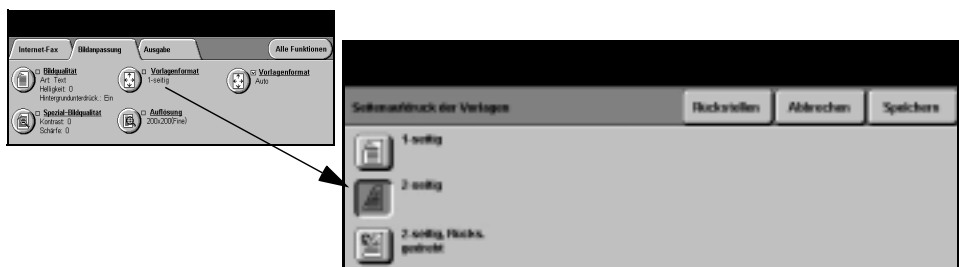 Internet-Fax Bildanpassung Ausgabe Alle Funktionen
Bildqualität
Art: Text
Helligkeit: 0
Hintergrundunterdrück.: Ein
Vorlagenformat
1-seitig
Vorlagenformat
Auto
Spezial-Bildqualität
Kontrast: 0
Schärfe: 0
Auflösung
200x200(Fine)
Seitenaufdruck der Vorlagen Rückstellen Abbrechen Speichern
1-seitig
2-seitig
2-seitig, Rücks.
gedreht